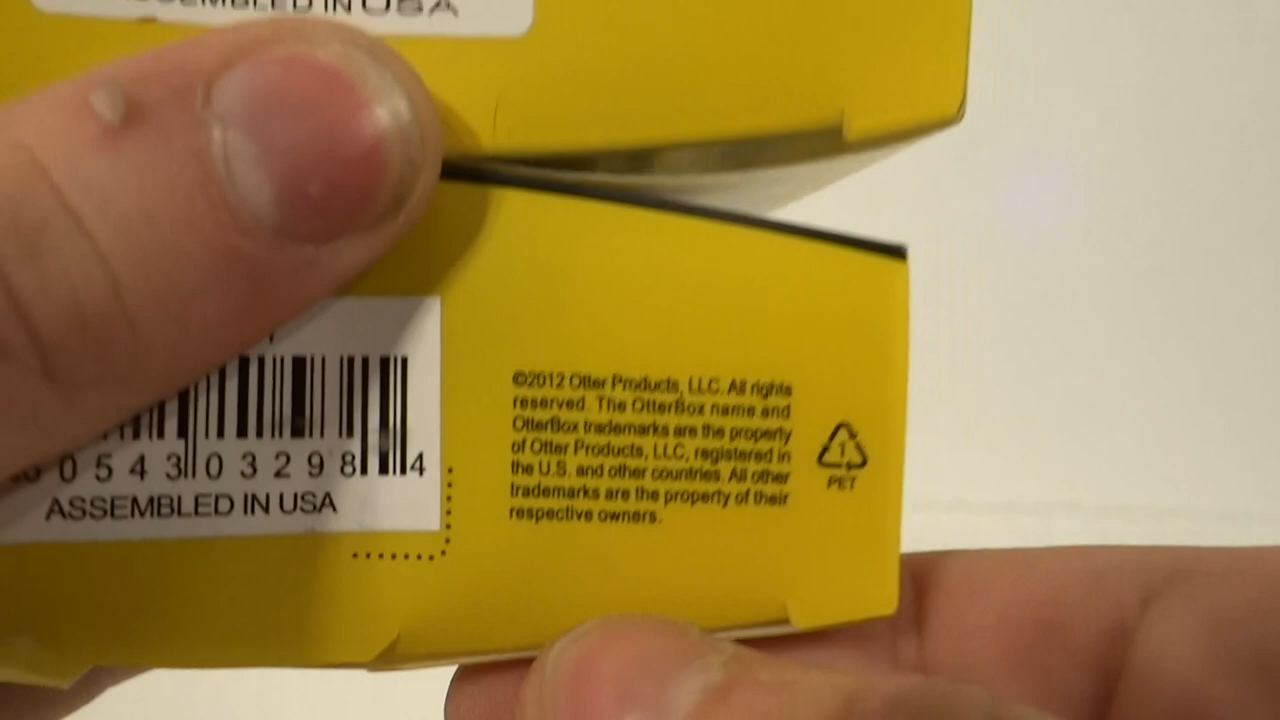 ASSEMBLED IN USA
0543 03298 4
ASSEMBLED IN USA
©2012 Otter Products, LLC. All rights
reserved. The OtterBox name and
OtterBox trademarks are the property
of Otter Products, LLC, registered in
the U.S. and other countries. All other
trademarks are the property of their
respective owners.
1
PET